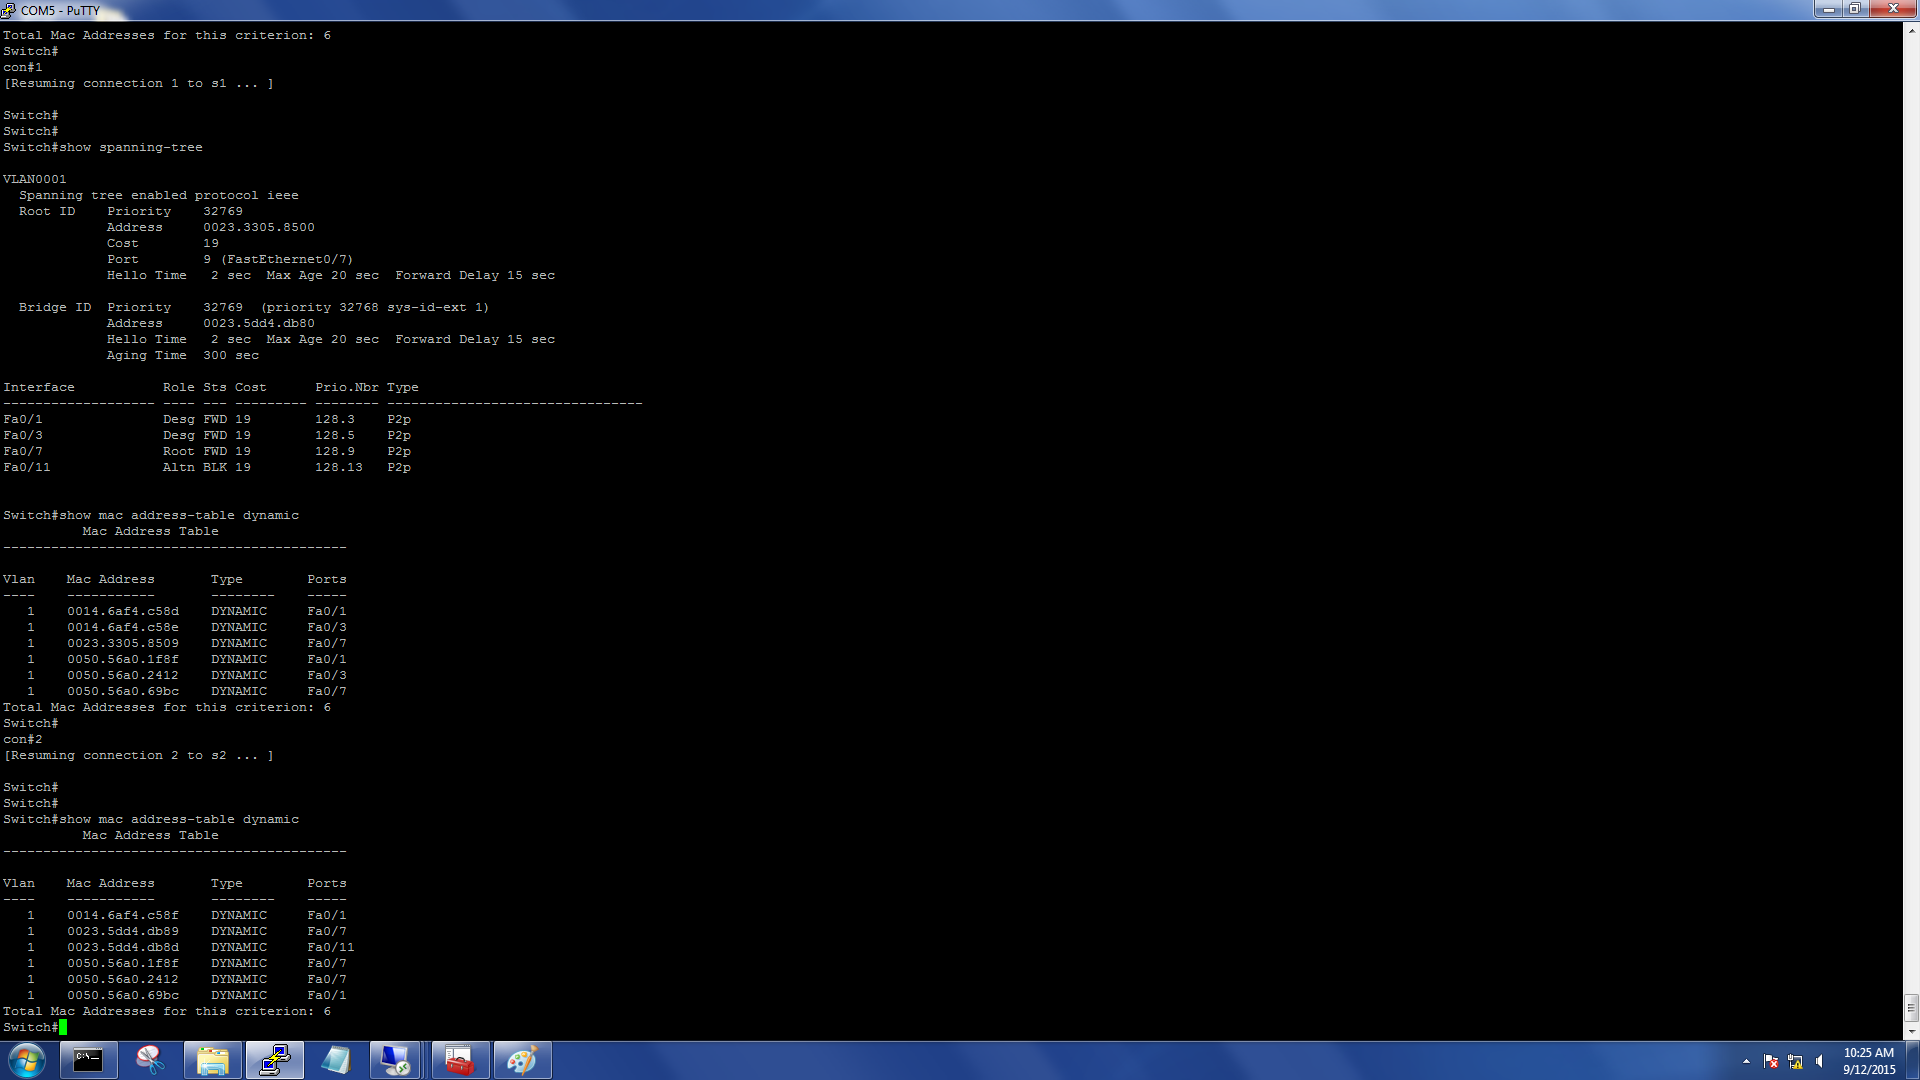 COM5 - PuTTY
Total Mac Addresses for this criterion: 6
Switch#
con#1
[Resuming connection 1 to s1 ... ]
Switch#
Switch#
Switch#show spanning-tree
VLAN0001
  Spanning tree enabled protocol ieee
  Root ID    Priority    32769
             Address     0023.3305.8500
             Cost        19
             Port        9 (FastEthernet0/7)
             Hello Time   2 sec  Max Age 20 sec  Forward Delay 15 sec
  Bridge ID  Priority    32769  (priority 32768 sys-id-ext 1)
             Address     0023.5dd4.db80
             Hello Time   2 sec  Max Age 20 sec  Forward Delay 15 sec
             Aging Time  300 sec
Interface           Role Sts Cost      Prio.Nbr Type
------------------- ---- --- --------- -------- --------------------------------
Fa0/1               Desg FWD 19        128.3    P2p
Fa0/3               Desg FWD 19        128.5    P2p
Fa0/7               Root FWD 19        128.9    P2p
Fa0/11              Altn BLK 19        128.13   P2p
Switch#show mac address-table dynamic
          Mac Address Table
-------------------------------------------
Vlan    Mac Address       Type        Ports
----    -----------       --------    -----
   1    0014.6af4.c58d    DYNAMIC     Fa0/1
   1    0014.6af4.c58e    DYNAMIC     Fa0/3
   1    0023.3305.8509    DYNAMIC     Fa0/7
   1    0050.56a0.1f8f    DYNAMIC     Fa0/1
   1    0050.56a0.2412    DYNAMIC     Fa0/3
   1    0050.56a0.69bc    DYNAMIC     Fa0/7
Total Mac Addresses for this criterion: 6
Switch#
con#2
[Resuming connection 2 to s2 ... ]
Switch#
Switch#
Switch#show mac address-table dynamic
          Mac Address Table
-------------------------------------------
Vlan    Mac Address       Type        Ports
----    -----------       --------    -----
   1    0014.6af4.c58f    DYNAMIC     Fa0/1
   1    0023.5dd4.db89    DYNAMIC     Fa0/7
   1    0023.5dd4.db8d    DYNAMIC     Fa0/11
   1    0050.56a0.1f8f    DYNAMIC     Fa0/7
   1    0050.56a0.2412    DYNAMIC     Fa0/7
   1    0050.56a0.69bc    DYNAMIC     Fa0/1
Total Mac Addresses for this criterion: 6
Switch#
C:\
10:25 AM
9/12/2015